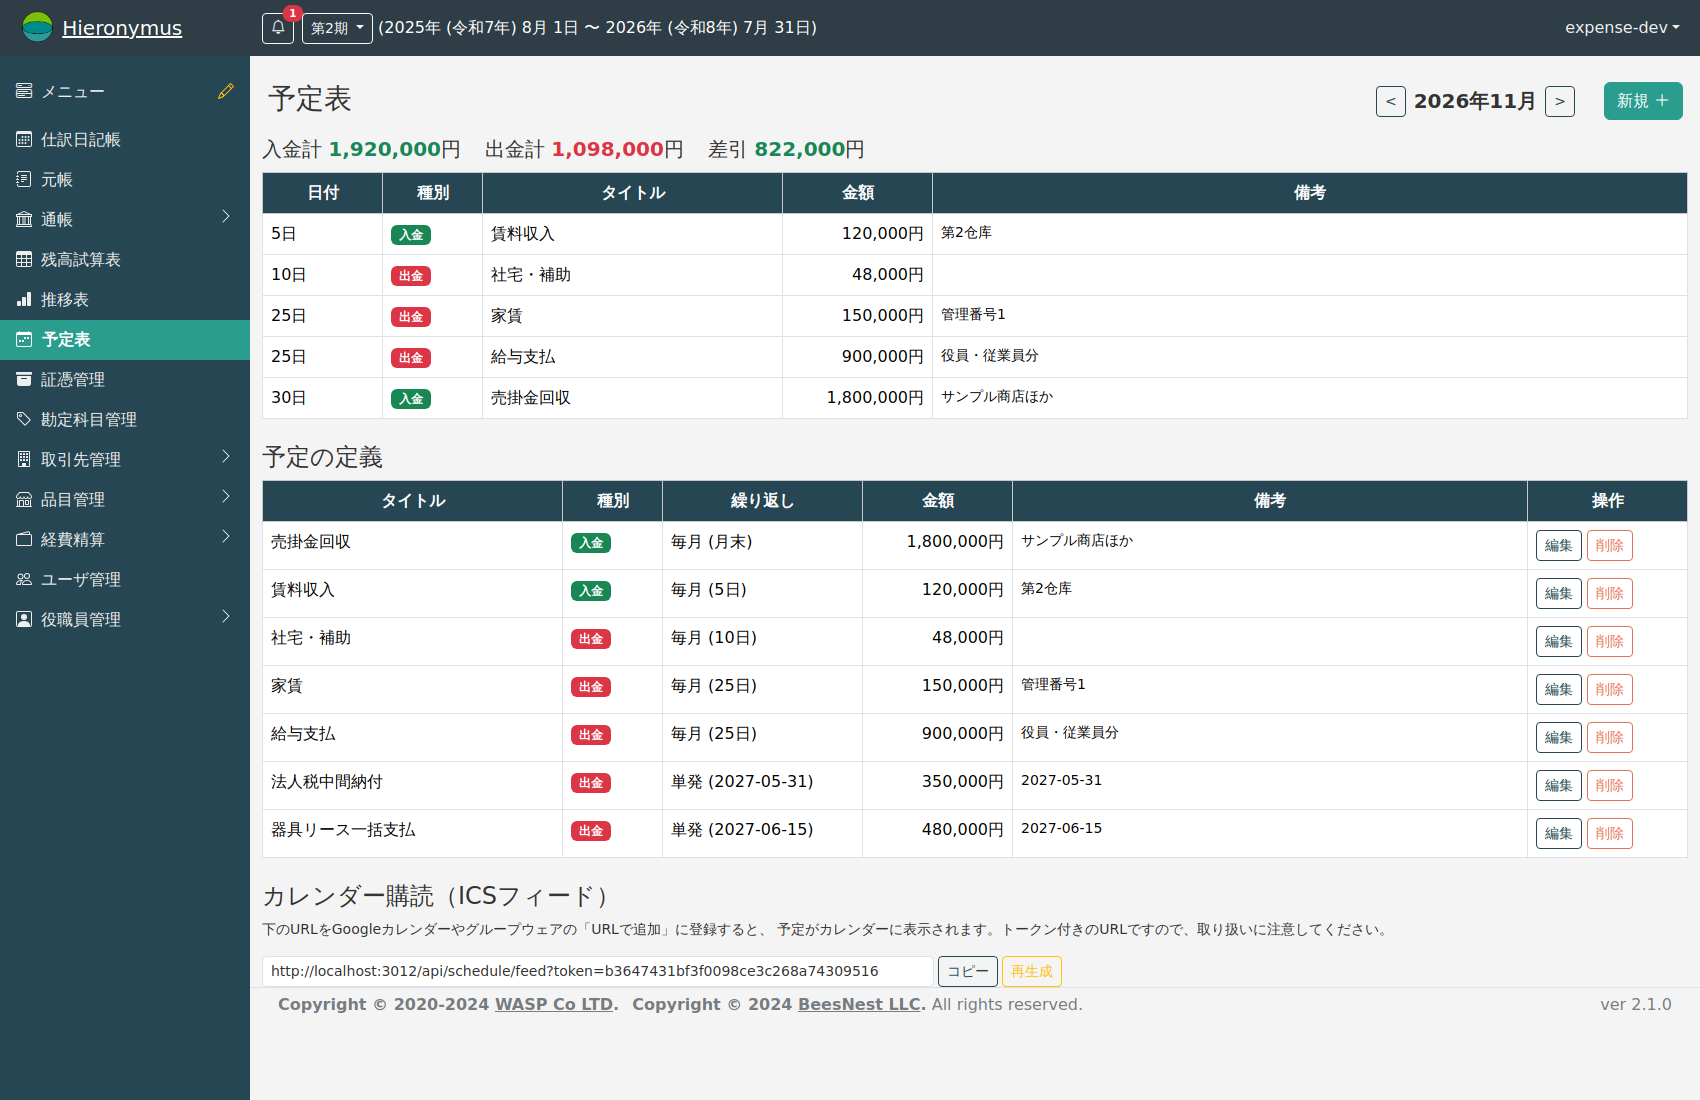 Hieronymus
1
第2期
(2025年 (令和7年) 8月 1日 〜 2026年 (令和8年) 7月 31日)
expense-dev
メニュー
仕訳日記帳
元帳
通帳
残高試算表
推移表
予定表
証憑管理
勘定科目管理
取引先管理
品目管理
経費精算
ユーザ管理
役職員管理
予定表
< 2026年11月 >
新規 +
入金計 1,920,000円 出金計 1,098,000円 差引 822,000円
日付 種別 タイトル 金額 備考
5日 入金 賃料収入 120,000円 第2仓库
10日 出金 社宅・補助 48,000円
25日 出金 家賃 150,000円 管理番号1
25日 出金 給与支払 900,000円 役員・従業員分
30日 入金 売掛金回収 1,800,000円 サンプル商店ほか
予定の定義
タイトル 種別 繰り返し 金額 備考 操作
売掛金回収 入金 毎月 (月末) 1,800,000円 サンプル商店ほか 編集 削除
賃料収入 入金 毎月 (5日) 120,000円 第2仓库 編集 削除
社宅・補助 出金 毎月 (10日) 48,000円 編集 削除
家賃 出金 毎月 (25日) 150,000円 管理番号1 編集 削除
給与支払 出金 毎月 (25日) 900,000円 役員・従業員分 編集 削除
法人税中間納付 出金 単発 (2027-05-31) 350,000円 2027-05-31 編集 削除
器具リース一括支払 出金 単発 (2027-06-15) 480,000円 2027-06-15 編集 削除
カレンダー購読（ICSフィード）
下のURLをGoogleカレンダーやグループウェアの「URLで追加」に登録すると、 予定がカレンダーに表示されます。トークン付きのURLですので、取り扱いに注意してください。
http://localhost:3012/api/schedule/feed?token=b3647431bf3f0098ce3c268a74309516 コピー 再生成
Copyright © 2020-2024 WASP Co LTD. Copyright © 2024 BeesNest LLC. All rights reserved.
ver 2.1.0